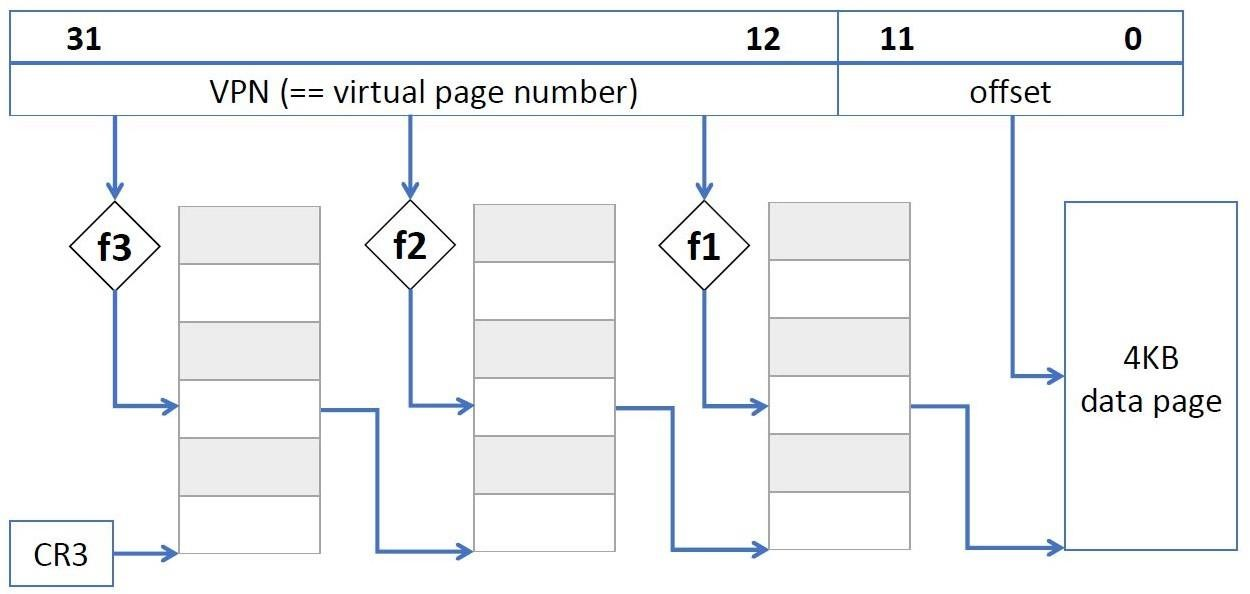 31 12 11 0
VPN (== virtual page number) offset
f3 f2 f1
4KB
data page
CR3